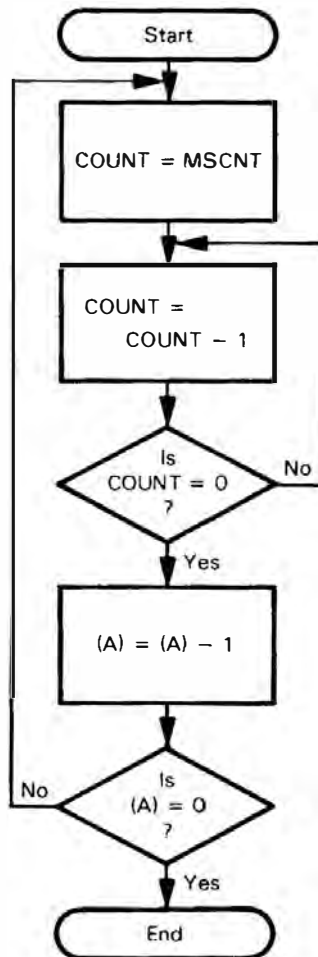 Start
COUNT = MSCNT
COUNT =
COUNT - 1
Is
COUNT = 0
?
No
Yes
(A) = (A) - 1
Is
(A) = 0
?
No
Yes
End